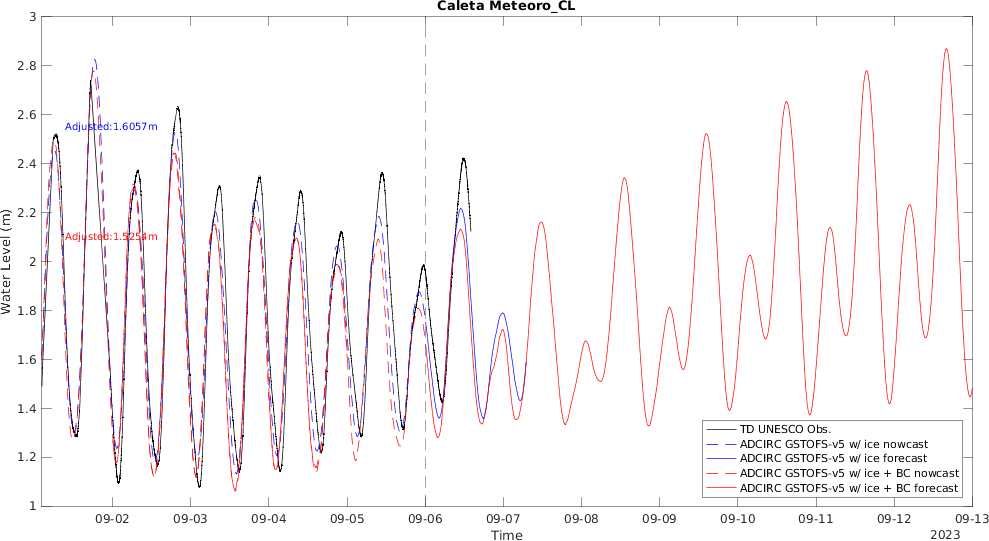 Caleta Meteoro_CL
3
2.8
2.6
2.4
2.2
2
1.8
1.6
1.4
1.2
1
Water Level (m)
Adjusted:1.6057m
Adjusted:1.5254m
TD UNESCO Obs.
ADCIRC GSTOFS-v5 w/ ice nowcast
ADCIRC GSTOFS-v5 w/ ice forecast
ADCIRC GSTOFS-v5 w/ ice + BC nowcast
ADCIRC GSTOFS-v5 w/ ice + BC forecast
09-02 09-03 09-04 09-05 09-06 09-07 09-08 09-09 09-10 09-11 09-12 09-13
Time
2023